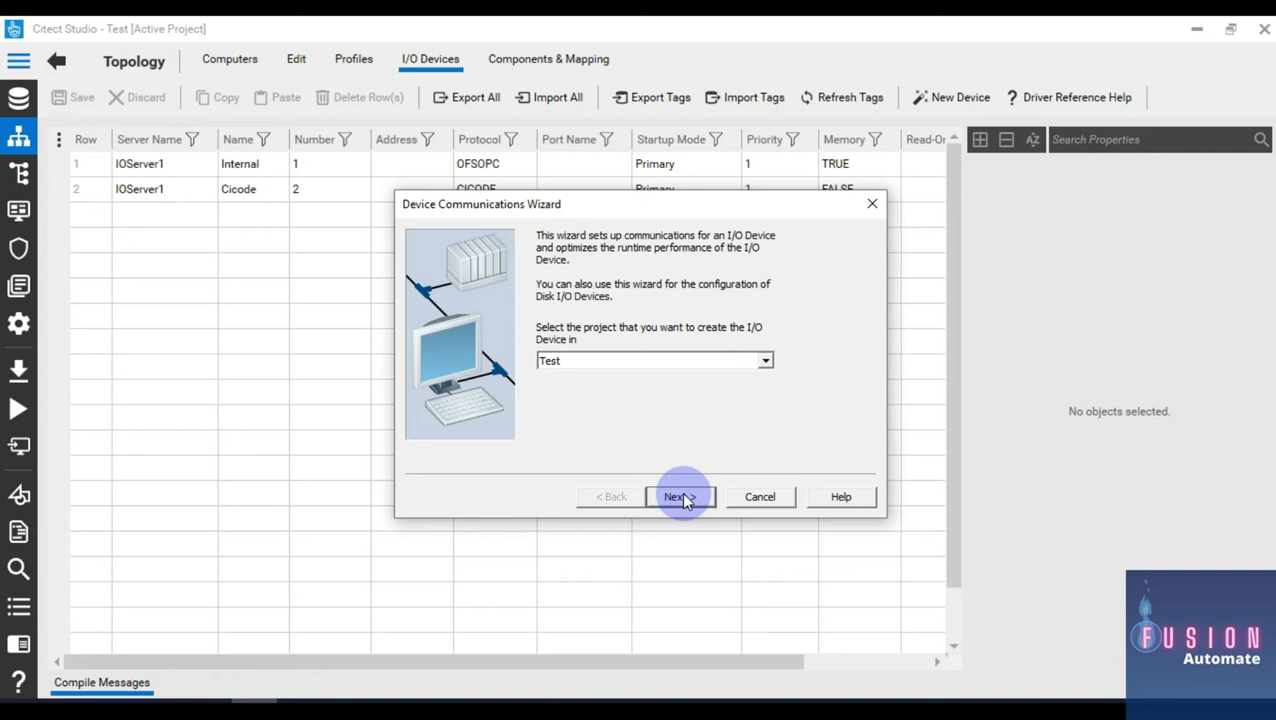 Citect Studio - Test [Active Project]
Topology
Computers
Edit
Profiles
I/O Devices
Components & Mapping
Save
Discard
Copy
Paste
Delete Row(s)
Export All
Import All
Export Tags
Import Tags
Refresh Tags
New Device
Driver Reference Help
Row Server Name Name Number Address Protocol Port Name Startup Mode Priority Memory Read-On
1 IOServer1 Internal 1 OFSOPC Primary 1 TRUE
2 IOServer1 Cicode 2 CICODE Primary 1 FALSE
Search Properties
No objects selected.
Device Communications Wizard
This wizard sets up communications for an I/O Device
and optimizes the runtime performance of the I/O
Device.
You can also use this wizard for the configuration of
Disk I/O Devices.
Select the project that you want to create the I/O
Device in
Test
< Back
Next >
Cancel
Help
Compile Messages
FUSION
Automate